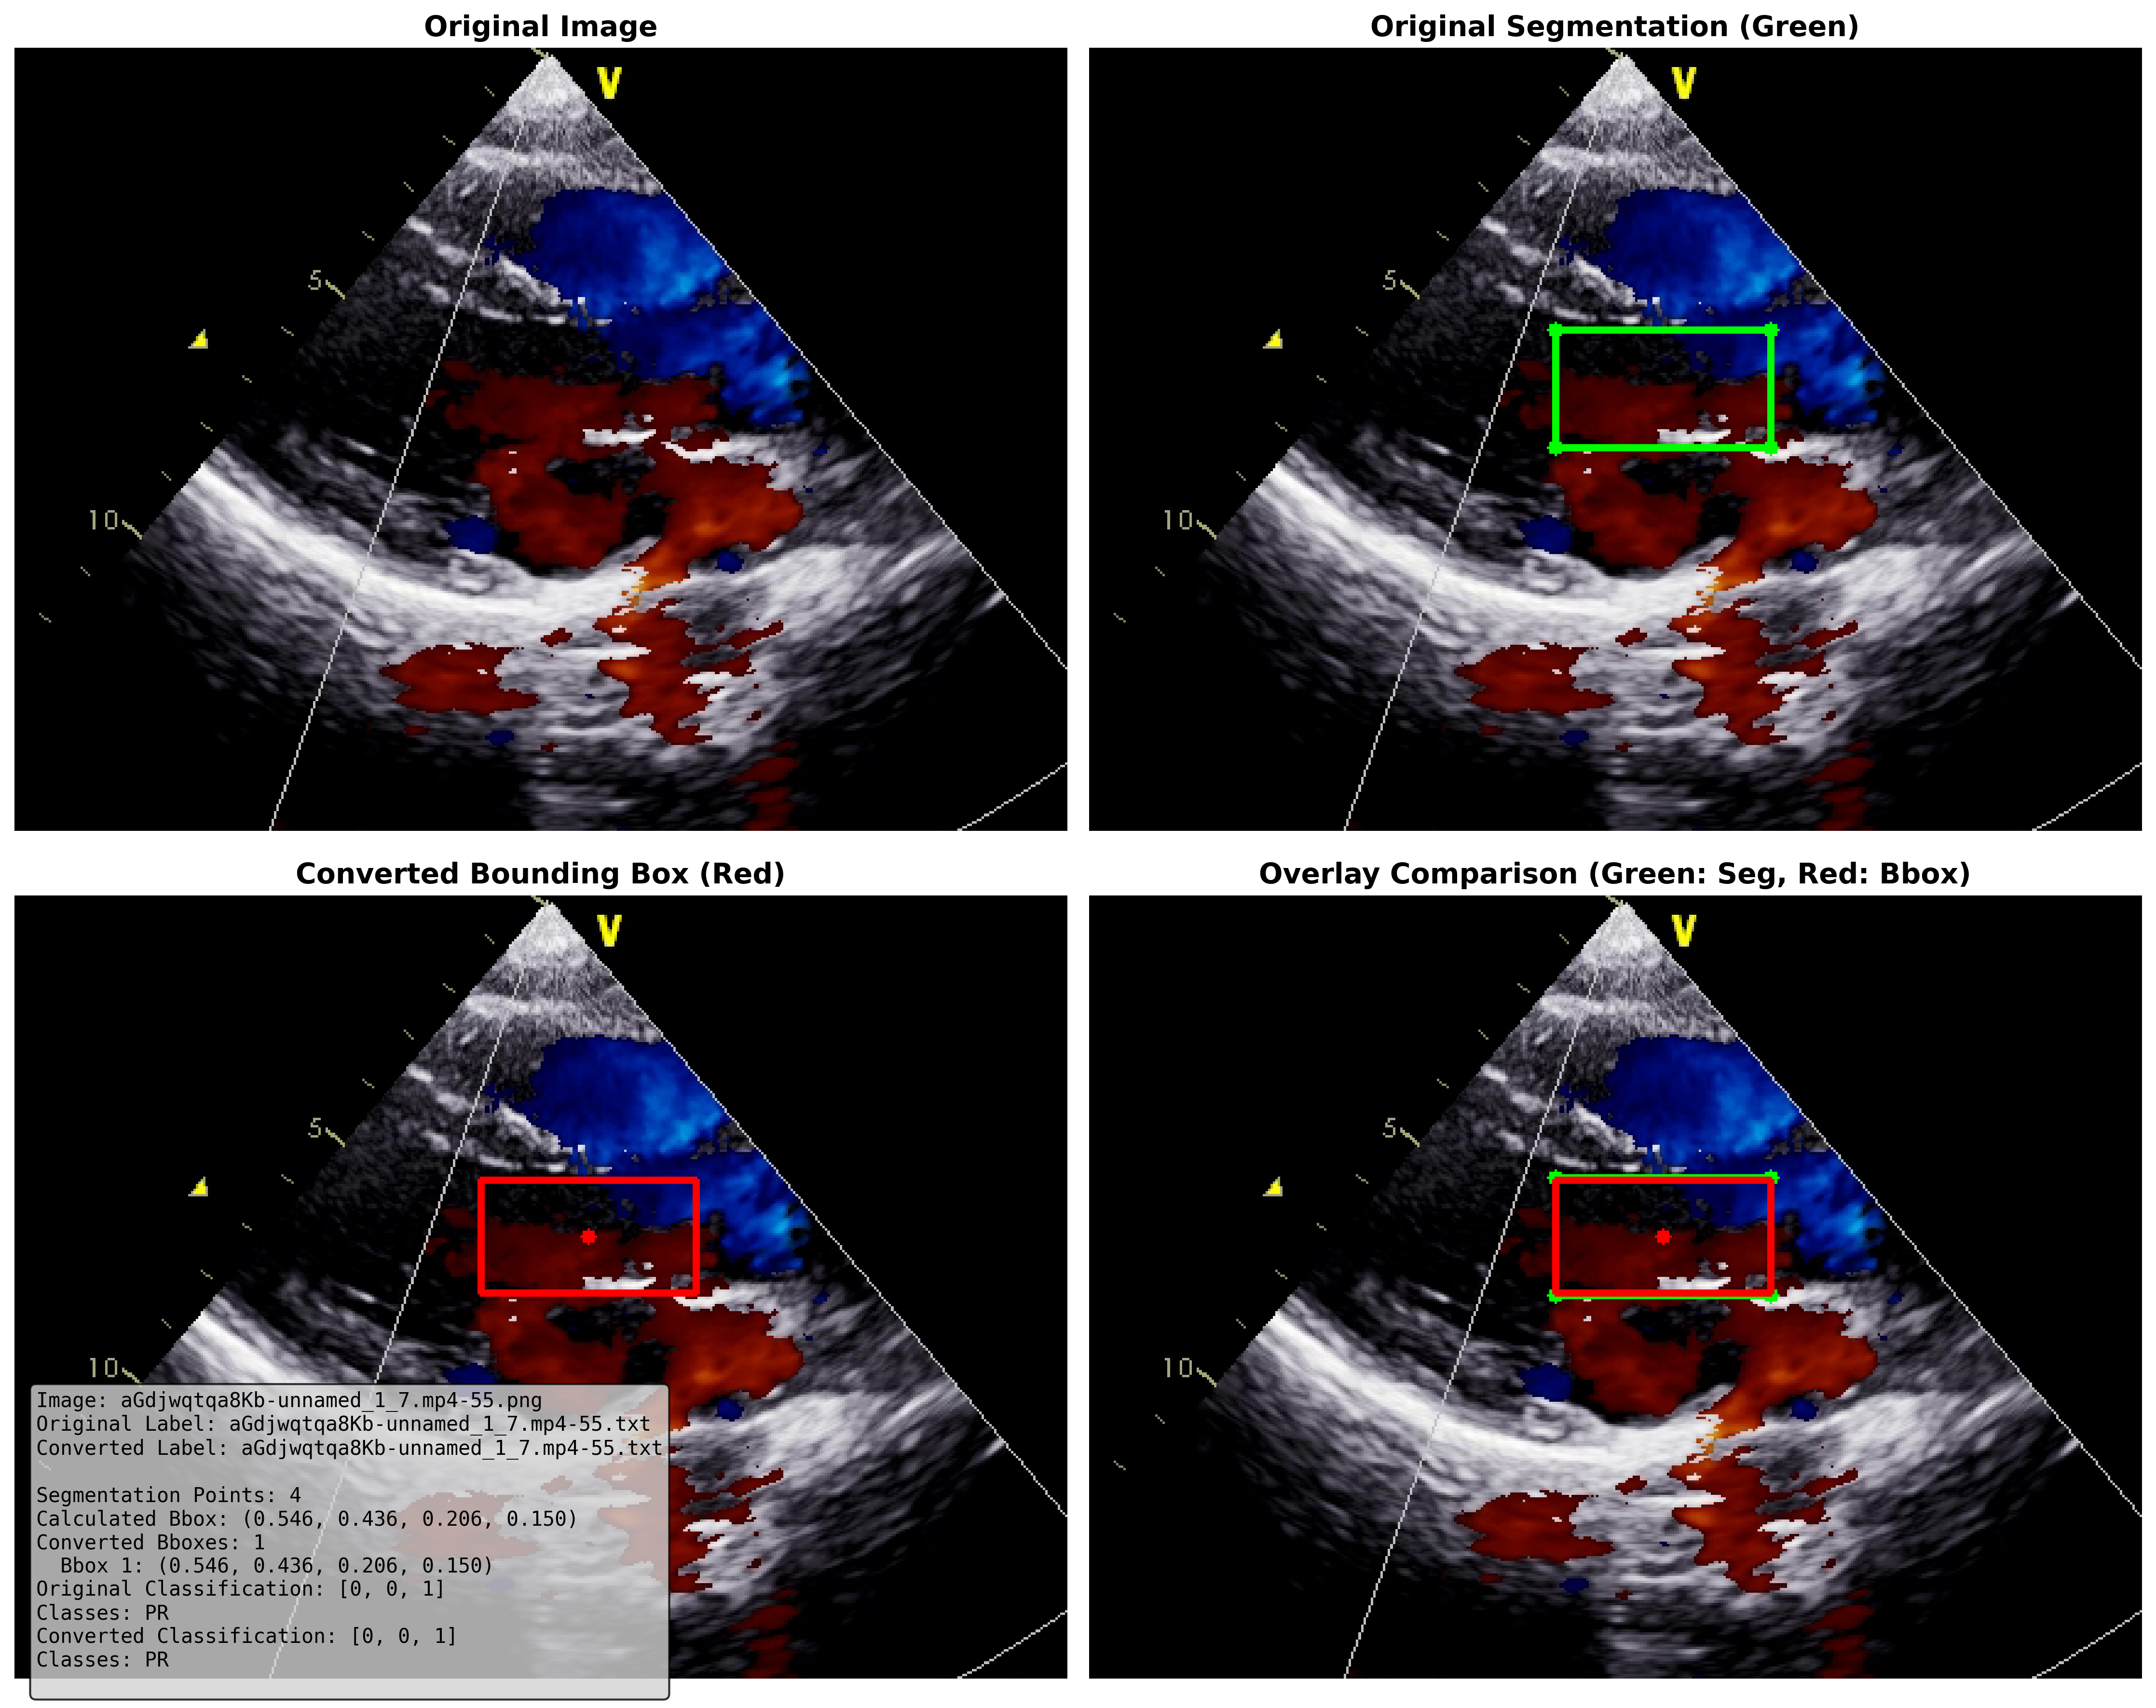 Original Image
Original Segmentation (Green)
V
5
10
V
5
10
Converted Bounding Box (Red)
Overlay Comparison (Green: Seg, Red: Bbox)
V
5
10
Image: aGdjwqtqa8Kb-unnamed_1_7.mp4-55.png
Original Label: aGdjwqtqa8Kb-unnamed_1_7.mp4-55.txt
Converted Label: aGdjwqtqa8Kb-unnamed_1_7.mp4-55.txt
Segmentation Points: 4
Calculated Bbox: (0.546, 0.436, 0.206, 0.150)
Converted Bboxes: 1
Bbox 1: (0.546, 0.436, 0.206, 0.150)
Original Classification: [0, 0, 1]
Classes: PR
Converted Classification: [0, 0, 1]
Classes: PR
V
5
10